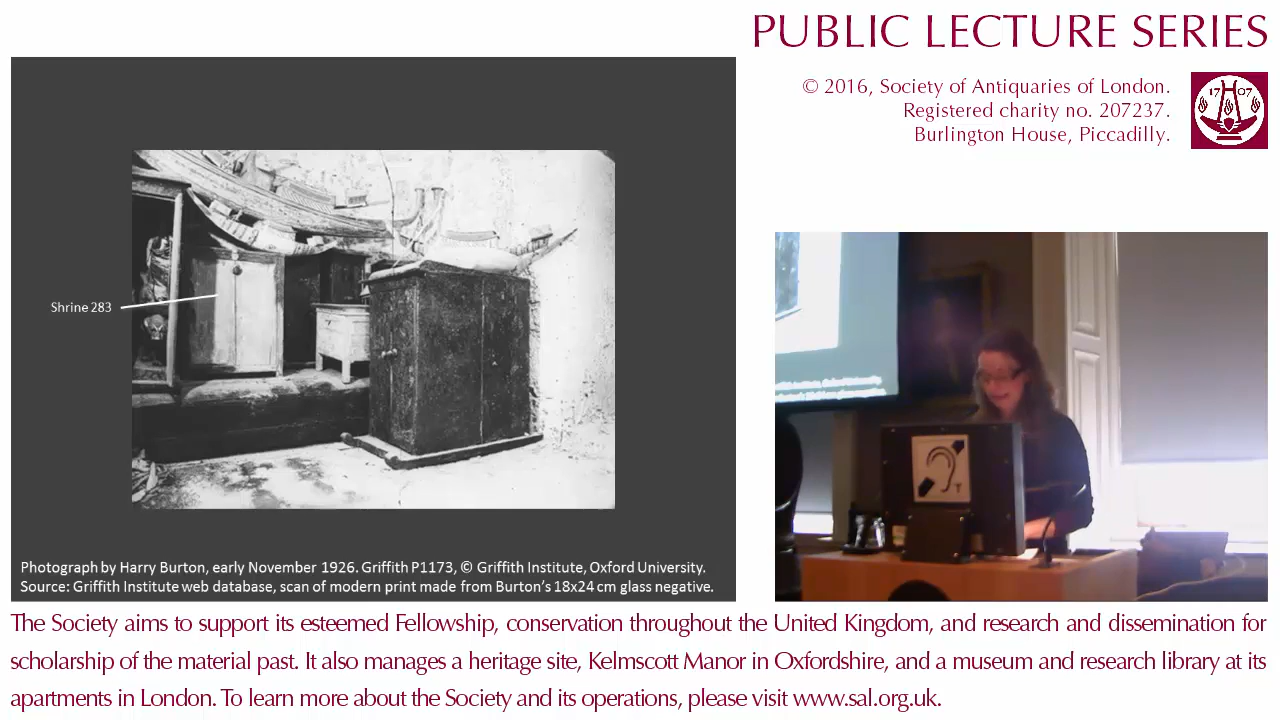 PUBLIC LECTURE SERIES
© 2016, Society of Antiquaries of London.
Registered charity no. 207237.
Burlington House, Piccadilly.
17 07
Shrine 283
T
Photograph by Harry Burton, early November 1926. Griffith P1173, © Griffith Institute, Oxford University.
Source: Griffith Institute web database, scan of modern print made from Burton's 18x24 cm glass negative.
The Society aims to support its esteemed Fellowship, conservation throughout the United Kingdom, and research and dissemination for
scholarship of the material past. It also manages a heritage site, Kelmscott Manor in Oxfordshire, and a museum and research library at its
apartments in London. To learn more about the Society and its operations, please visit www.sal.org.uk.